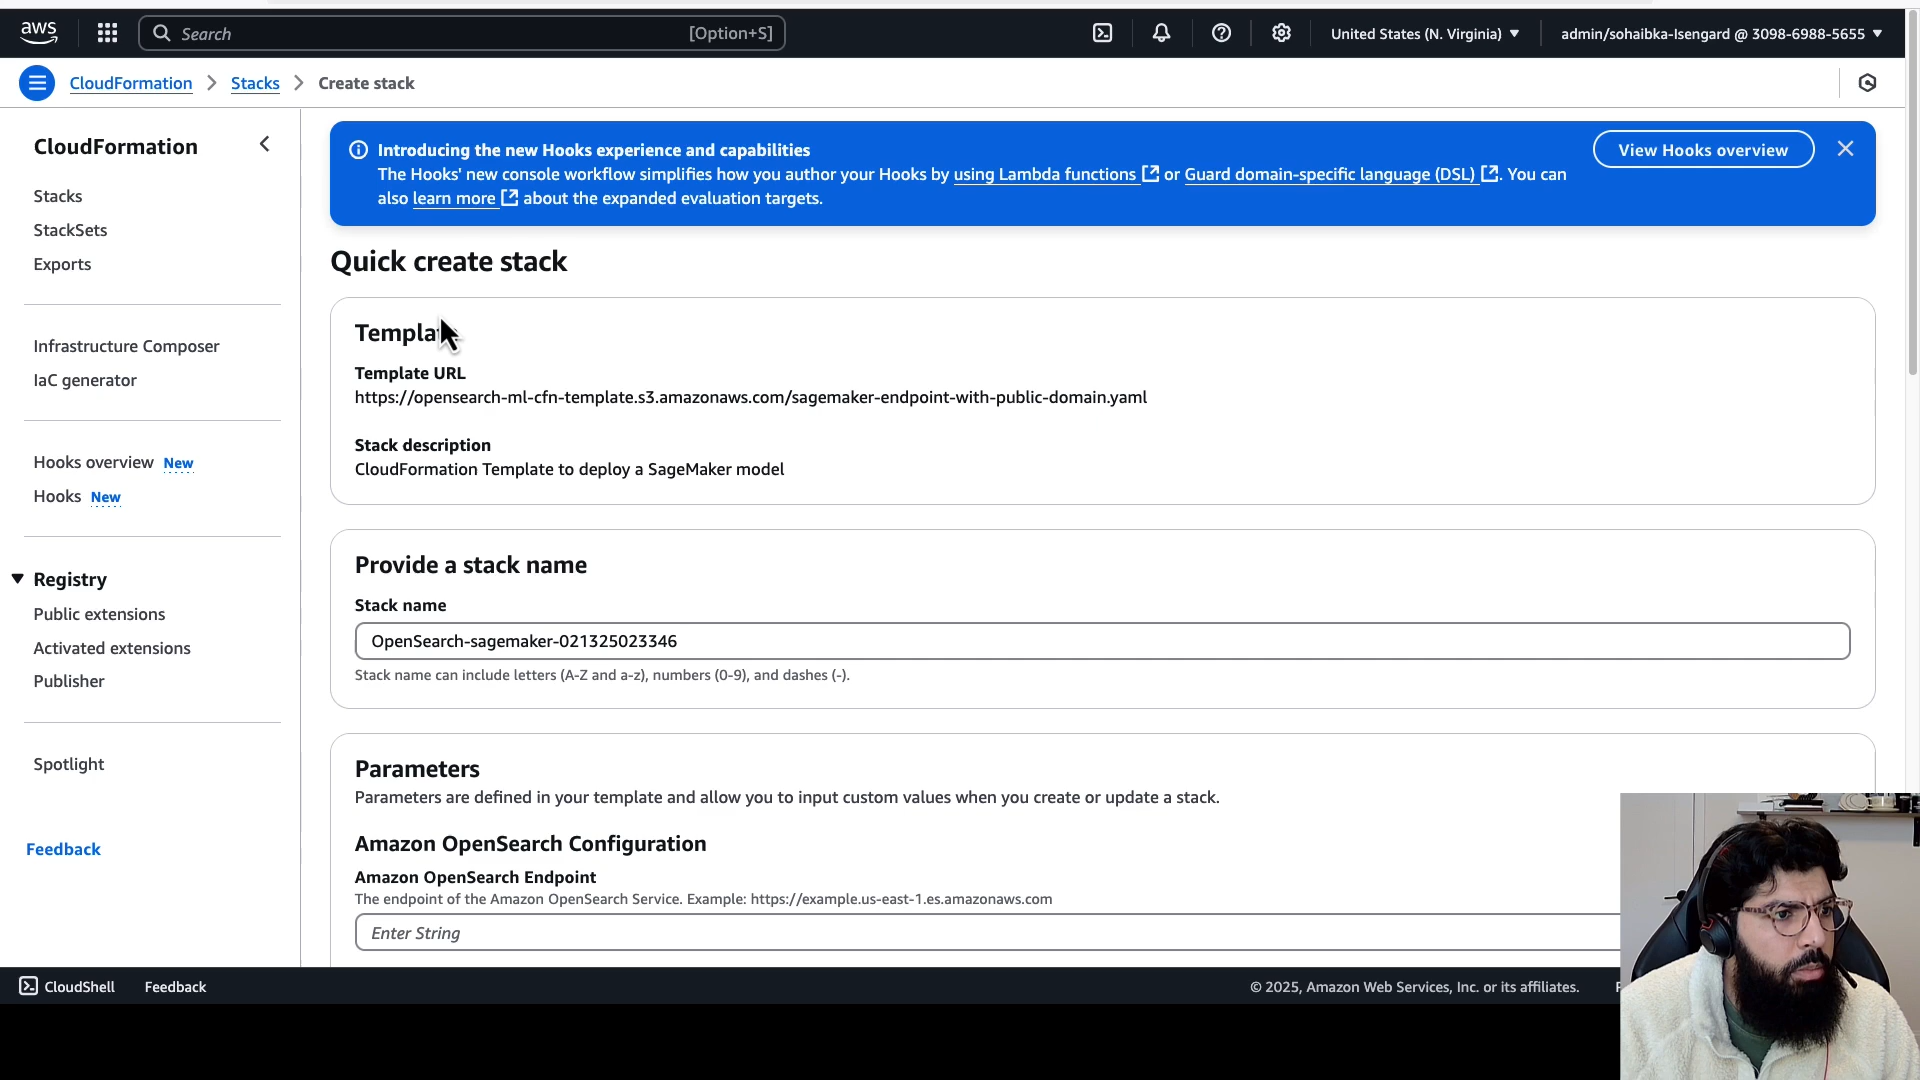 aws
Search
[Option+S]
United States (N. Virginia)
admin/sohaibka-Isengard @ 3098-6988-5655
CloudFormation
Stacks
Create stack
CloudFormation
Stacks
StackSets
Exports
Infrastructure Composer
IaC generator
Hooks overview New
Hooks New
Registry
Public extensions
Activated extensions
Publisher
Spotlight
Feedback
Introducing the new Hooks experience and capabilities
The Hooks' new console workflow simplifies how you author your Hooks by using Lambda functions or Guard domain-specific language (DSL). You can
also learn more about the expanded evaluation targets.
View Hooks overview
Quick create stack
Template URL
https://opensearch-ml-cfn-template.s3.amazonaws.com/sagemaker-endpoint-with-public-domain.yaml
Stack description
CloudFormation Template to deploy a SageMaker model
Provide a stack name
Stack name
OpenSearch-sagemaker-021325023346
Stack name can include letters (A-Z and a-z), numbers (0-9), and dashes (-).
Parameters
Parameters are defined in your template and allow you to input custom values when you create or update a stack.
Amazon OpenSearch Configuration
Amazon OpenSearch Endpoint
The endpoint of the Amazon OpenSearch Service. Example: https://example.us-east-1.es.amazonaws.com
Enter String
CloudShell
Feedback
© 2025, Amazon Web Services, Inc. or its affiliates.